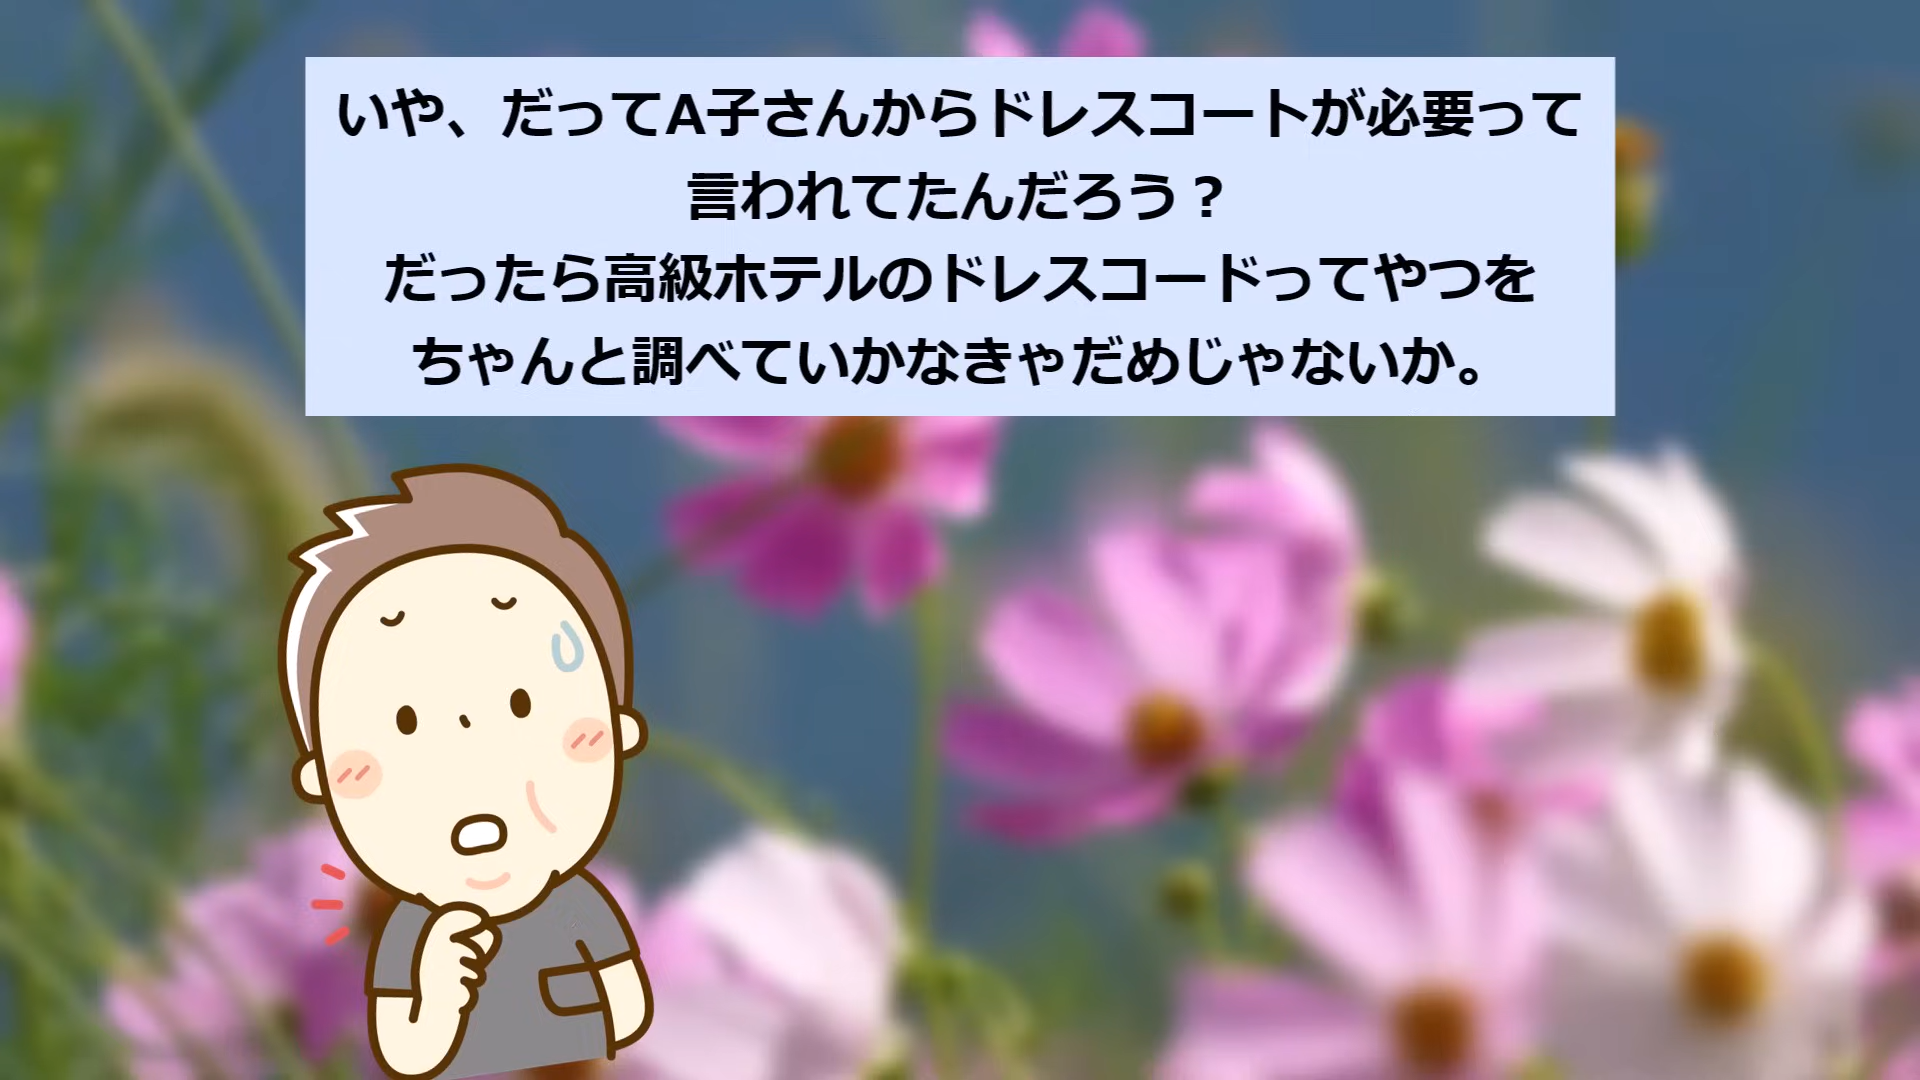 いや、だってA子さんからドレスコートが必要って
言われてたんだろう？
だったら高級ホテルのドレスコードってやつを
ちゃんと調べていかなきゃだめじゃないか。